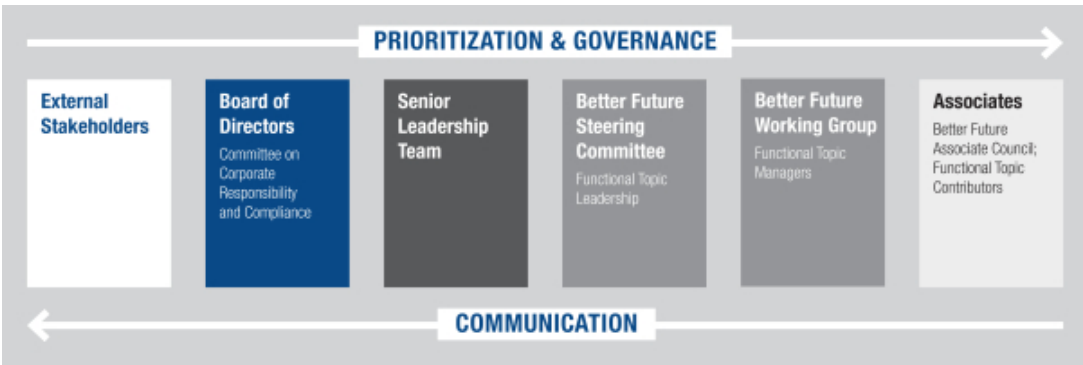 PRIORITIZATION & GOVERNANCE
External
Stakeholders
Board of
Directors
Committee on
Corporate
Responsibility
and Compliance
Senior
Leadership
Team
Better Future
Steering
Committee
Functional Topic
Leadership
Better Future
Working Group
Functional Topic
Managers
Associates
Better Future
Associate Council;
Functional Topic
Contributors
COMMUNICATION